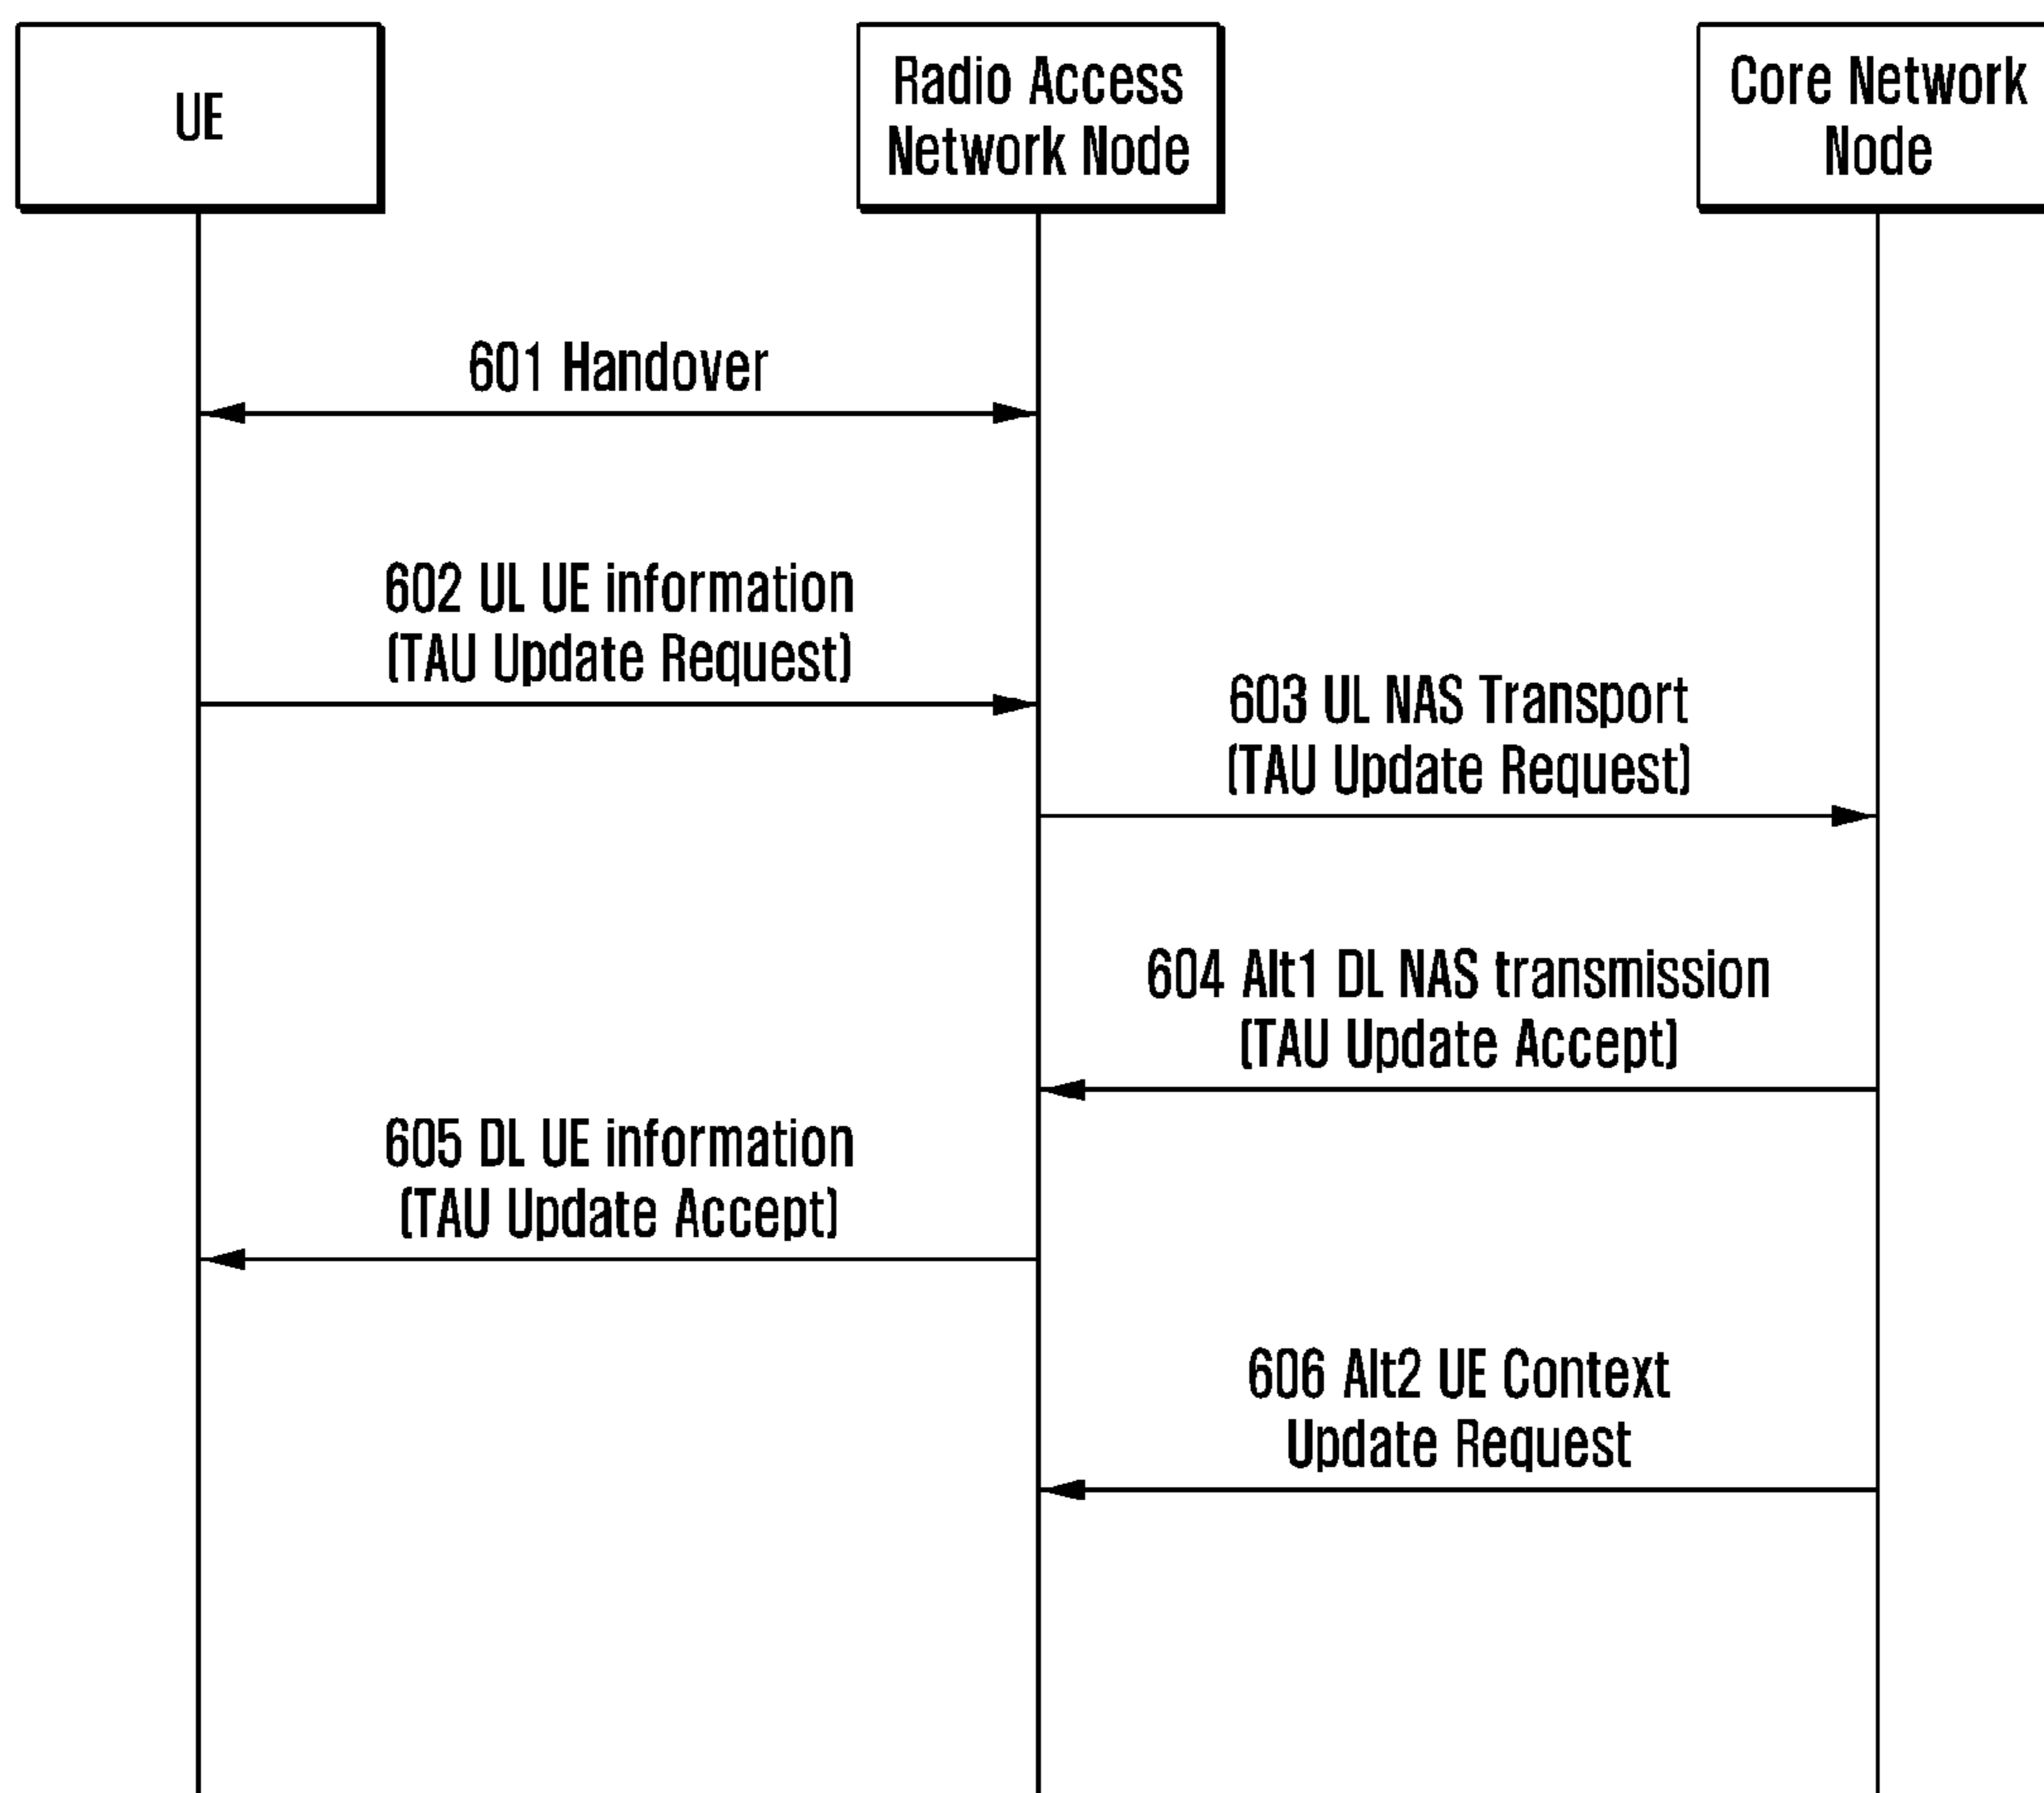 UE
Radio Access
Network Node
Core Network
Node
601 Handover
602 UL UE information
(TAU Update Request)
603 UL NAS Transport
(TAU Update Request)
604 Alt1 DL NAS transmission
(TAU Update Accept)
605 DL UE information
(TAU Update Accept)
606 Alt2 UE Context
Update Request